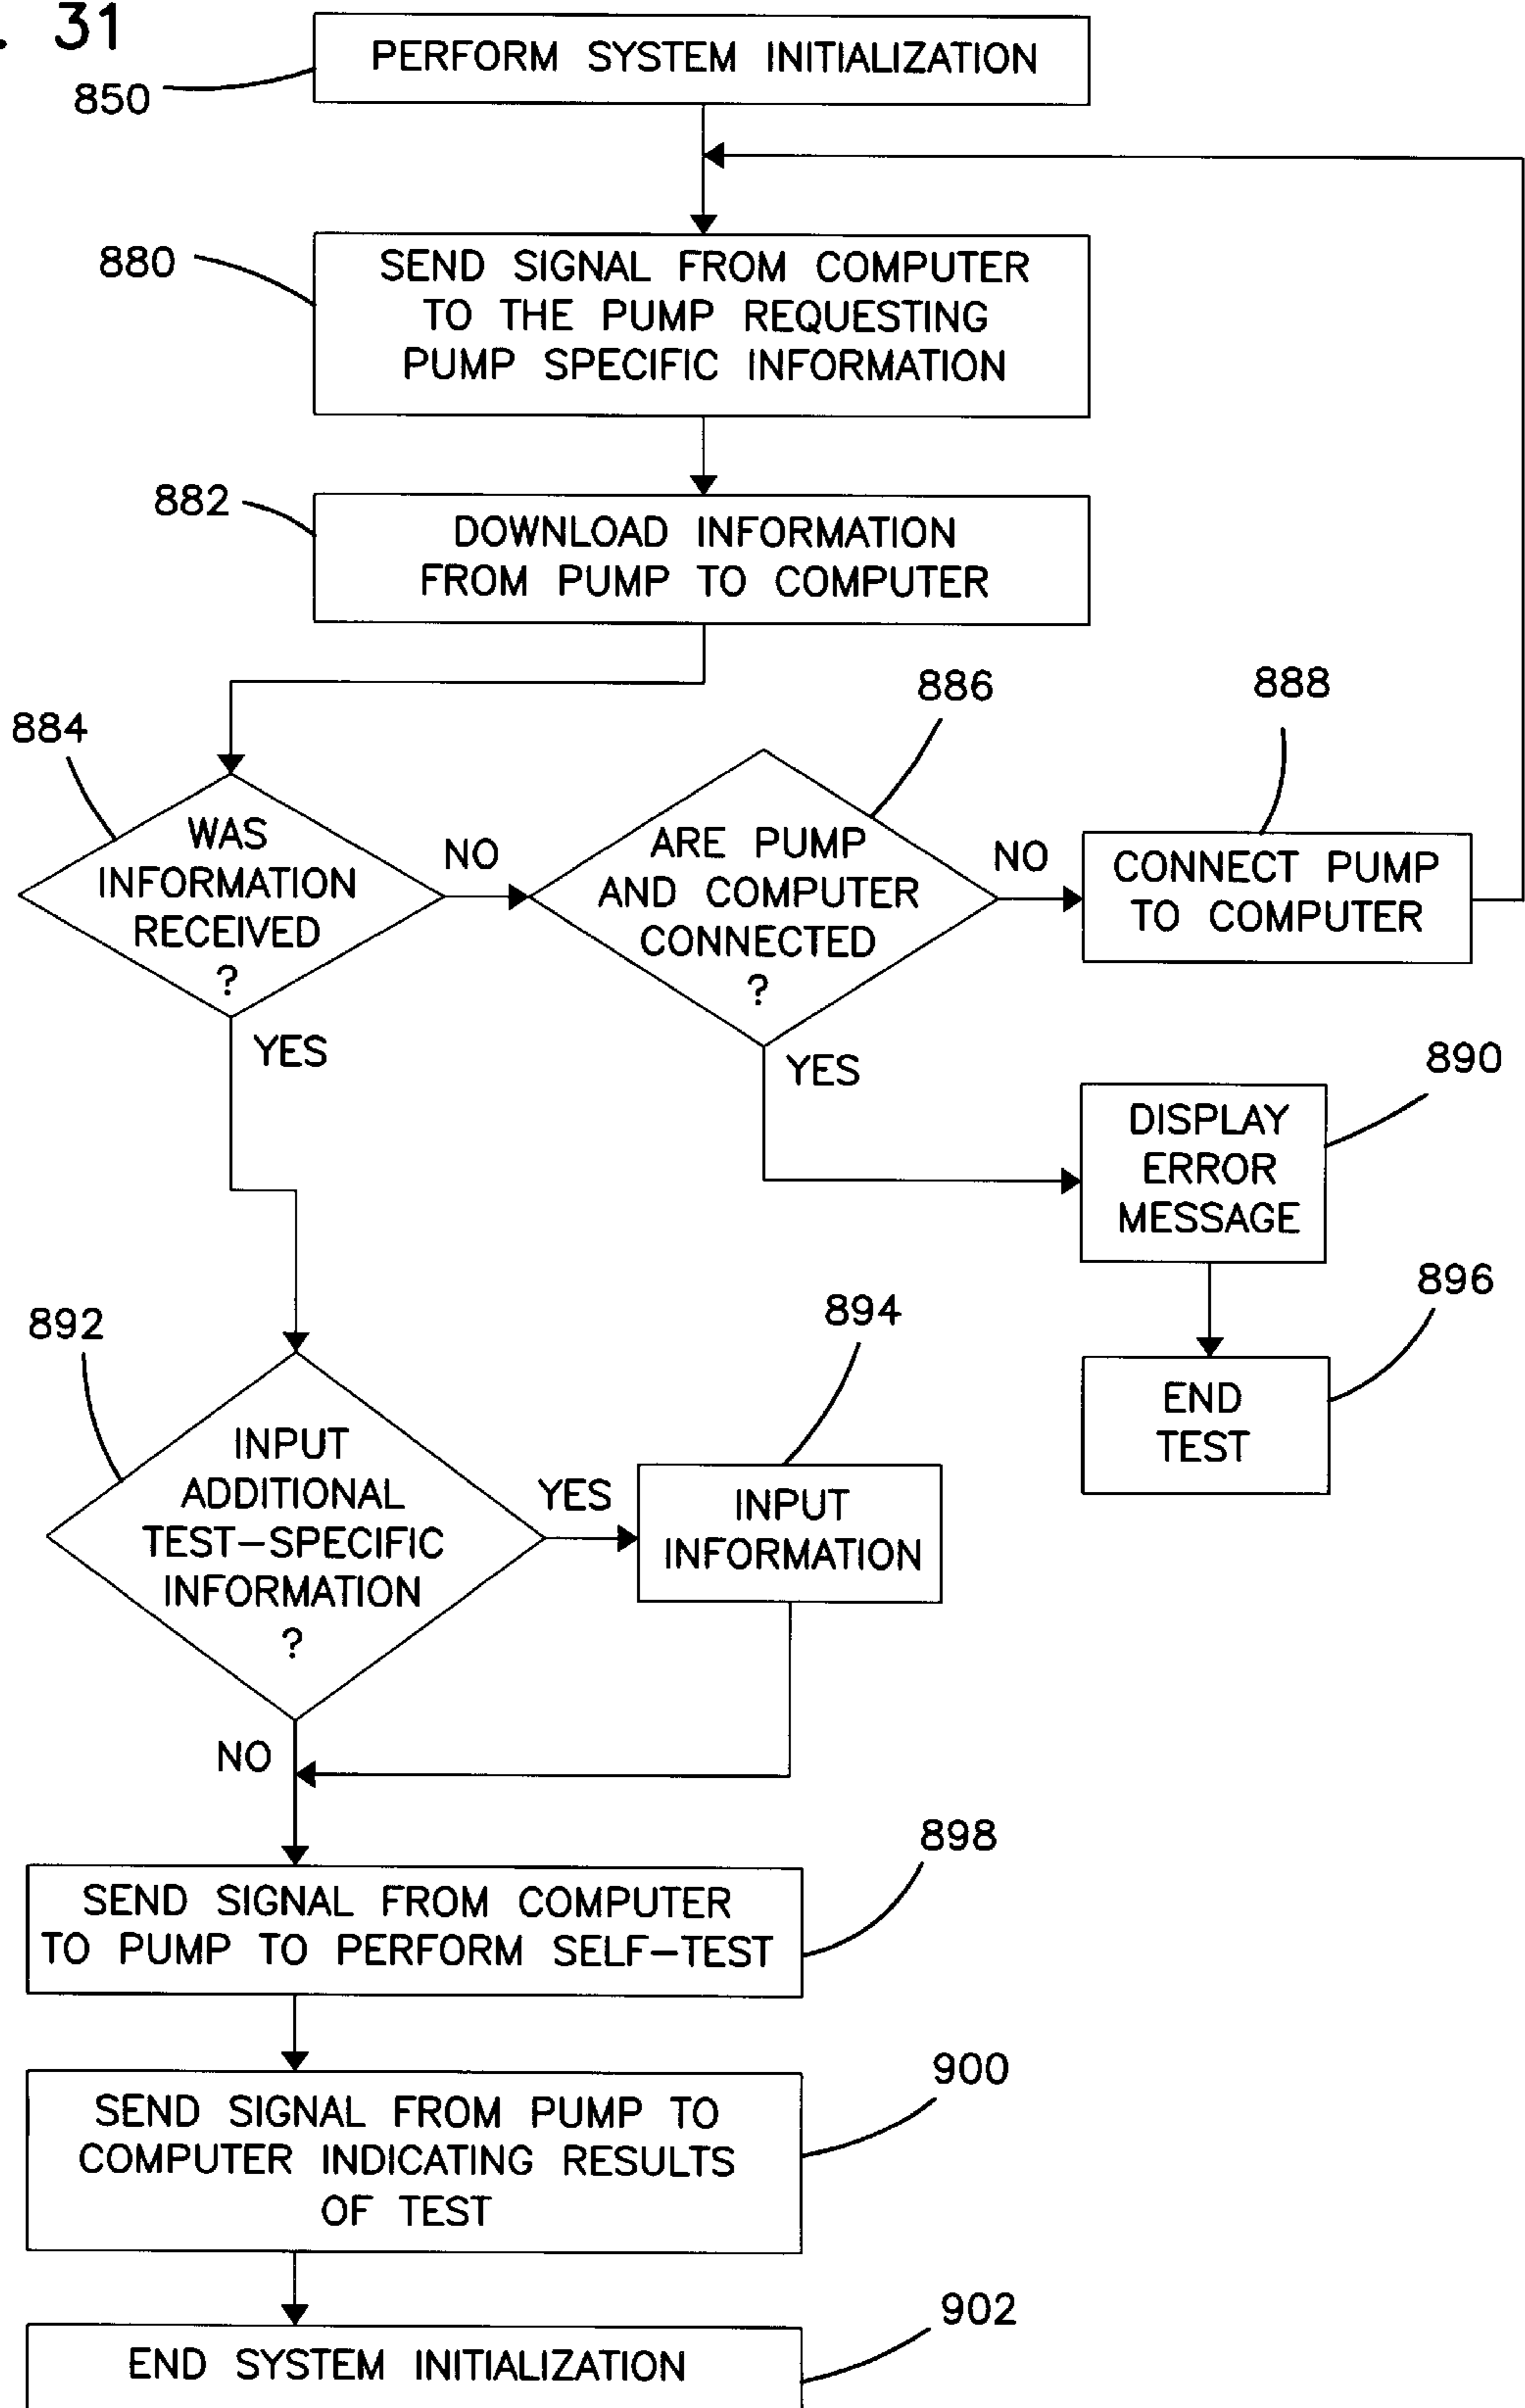 . 31
PERFORM SYSTEM INITIALIZATION
850
880
SEND SIGNAL FROM COMPUTER
TO THE PUMP REQUESTING
PUMP SPECIFIC INFORMATION
882
DOWNLOAD INFORMATION
FROM PUMP TO COMPUTER
884
886
888
WAS
INFORMATION
RECEIVED
?
NO
ARE PUMP
AND COMPUTER
CONNECTED
?
NO
CONNECT PUMP
TO COMPUTER
YES
YES
890
DISPLAY
ERROR
MESSAGE
896
END
TEST
892
894
INPUT
ADDITIONAL
TEST-SPECIFIC
INFORMATION
?
YES
INPUT
INFORMATION
NO
898
SEND SIGNAL FROM COMPUTER
TO PUMP TO PERFORM SELF-TEST
900
SEND SIGNAL FROM PUMP TO
COMPUTER INDICATING RESULTS
OF TEST
902
END SYSTEM INITIALIZATION